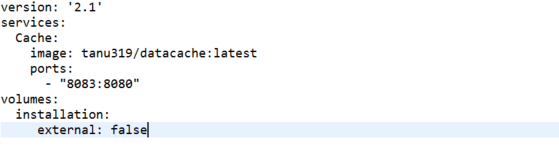 version: '2.1'
services:
  Cache:
    image: tanu319/datacache:latest
    ports:
      - "8083:8080"
volumes:
  installation:
     external: false